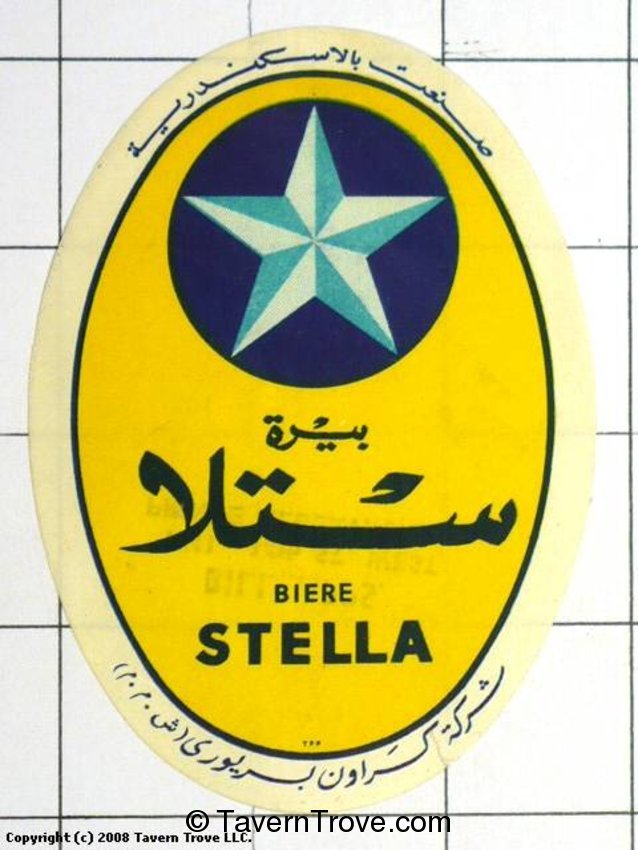 صنعت بالاسكندرية
بيرة
ستلا
BIERE
STELLA
شركة كراون بريوري (ش.م.م)
© TavernTrove.com
Copyright (c) 2008 Tavern Trove LLC.